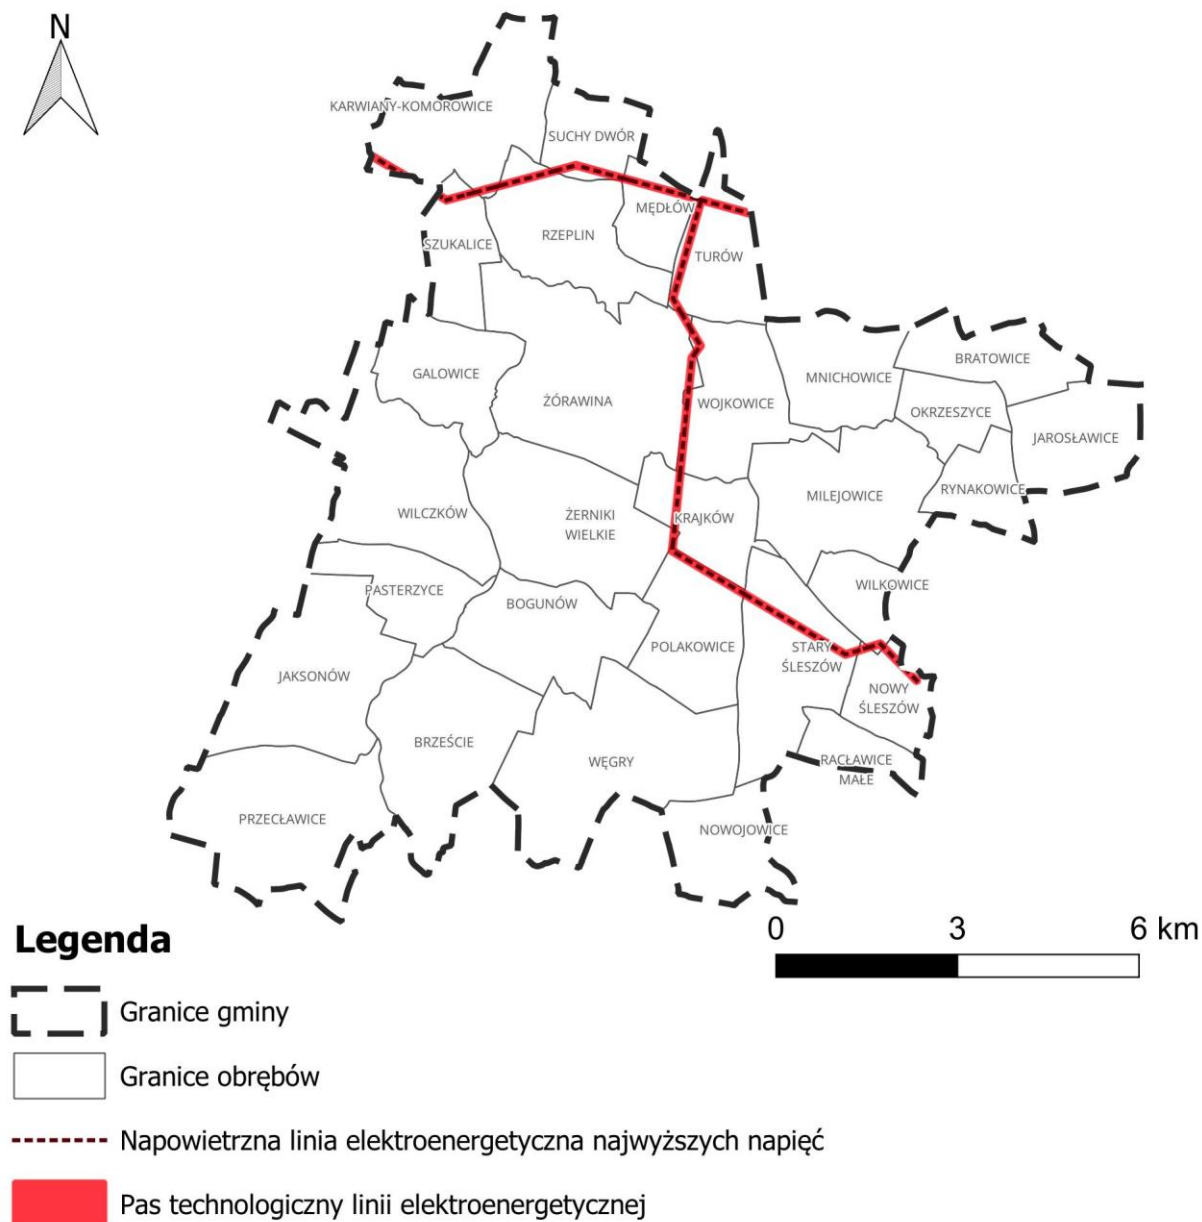 N
KARWIANY-KOMOROWICE
SUCHY DWÓR
MĘDŁÓW
SZUKALICE
RZEPLIN
TURÓW
GALOWICE
ŻÓRAWINA
WOJKOWICE
MNICHOWICE
BRATOWICE
OKRZESZYCE
JAROSŁAWICE
WILCZKÓW
ŻERNIKI
WIELKIE
KRAJKÓW
MILEJOWICE
RYNAKOWICE
PASTERZYCE
BOGUNÓW
WILKOWICE
POLAKOWICE
STARY
ŚLESZÓW
JAKSONÓW
NOWY
ŚLESZÓW
BRZEŚCIE
WĘGRY
RACŁAWICE
MAŁE
PRZECŁAWICE
NOWOJOWICE
0 3 6 km
Legenda
Granice gminy
Granice obrębów
Napowietrzna linia elektroenergetyczna najwyższych napięć
Pas technologiczny linii elektroenergetycznej